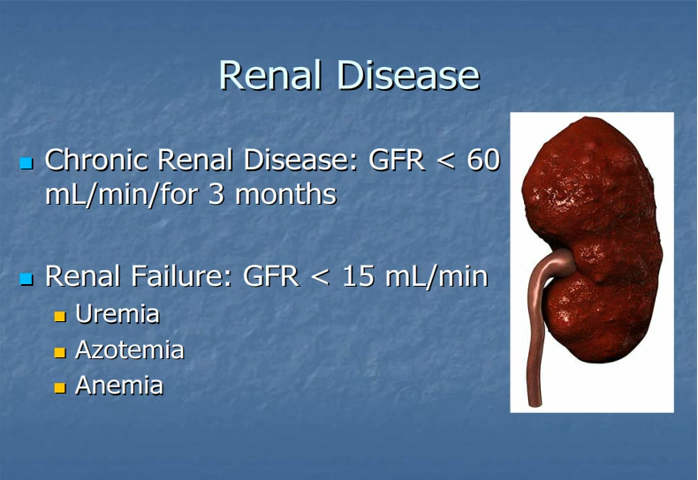 Renal Disease
Chronic Renal Disease: GFR < 60
mL/min/for 3 months
Renal Failure: GFR < 15 mL/min
Uremia
Azotemia
Anemia